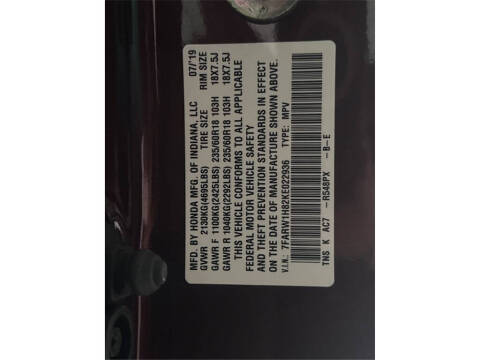 MFD. BY HONDA MFG. OF INDIANA, LLC 07/'19
GVWR 2130KG(4695LBS) TIRE SIZE RIM SIZE
GAWR F 1100KG(2425LBS) 235/60R18 103H 18X7.5J
GAWR R 1040KG(2292LBS) 235/60R18 103H 18X7.5J
THIS VEHICLE CONFORMS TO ALL APPLICABLE
FEDERAL MOTOR VEHICLE SAFETY
AND THEFT PREVENTION STANDARDS IN EFFECT
ON THE DATE OF MANUFACTURE SHOWN ABOVE.
V.I.N.: 7FARW1H82KE022936 TYPE: MPV
TNS K AC7 -R548PX -B-E